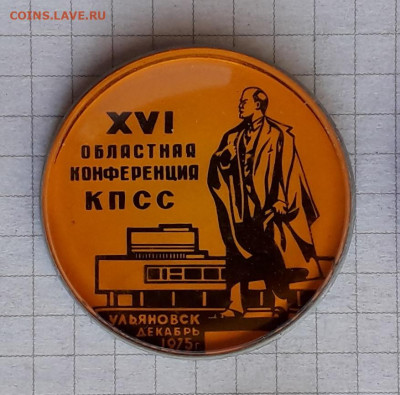 COINS.LAVE.RU
XVI
ОБЛАСТНАЯ
КОНФЕРЕНЦИЯ
КПСС
УЛЬЯНОВСК
ДЕКАБРЬ
1975г